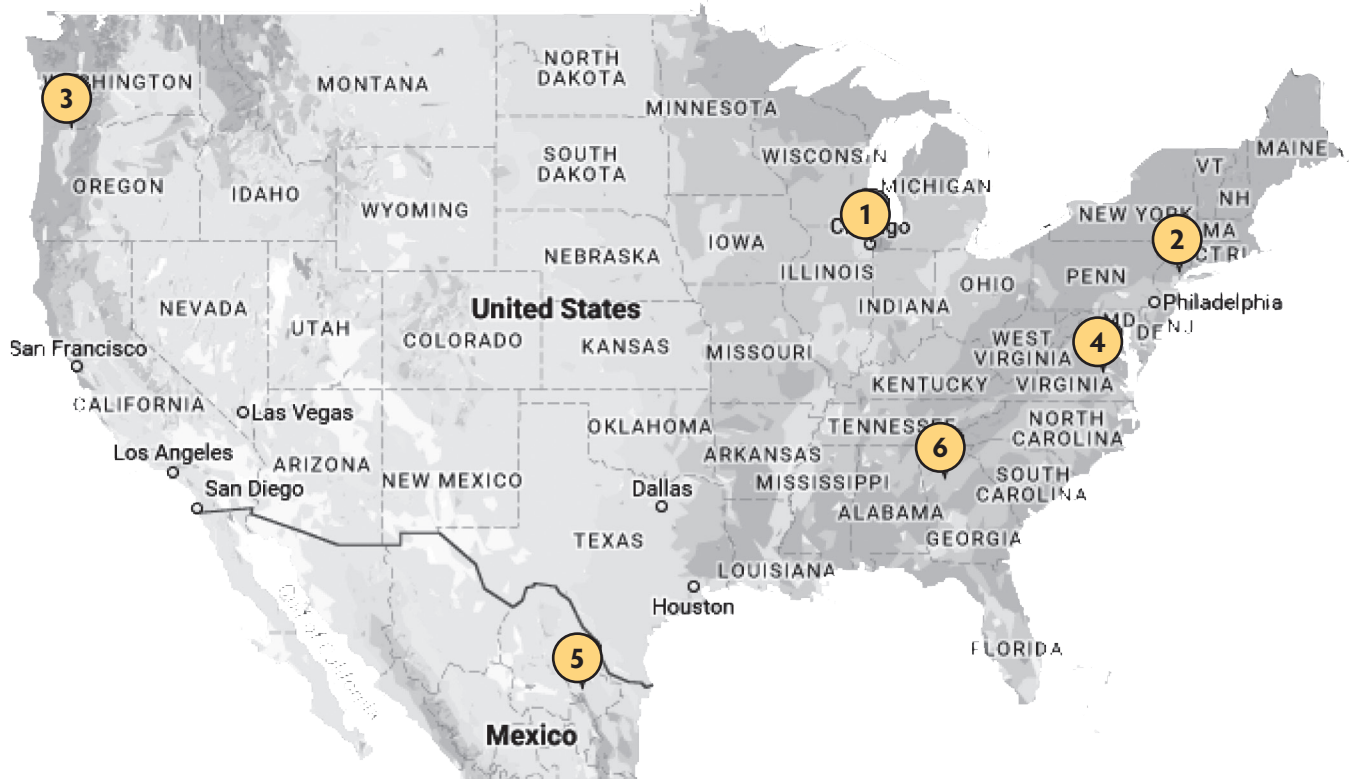 NORTH
DAKOTA
MONTANA
MINNESOTA
3
OREGON
IDAHO
SOUTH
DAKOTA
WYOMING
WISCONSIN
MICHIGAN
1
MAINE
VT
NH
NEW YORK
MA
2
CT RI
IOWA
NEBRASKA
ILLINOIS
INDIANA
OHIO
PENN
Philadelphia
NEVADA
UTAH
United States
COLORADO
KANSAS
MISSOURI
MD
DE
NJ
4
WEST
VIRGINIA
KENTUCKY
VIRGINIA
San Francisco
CALIFORNIA
Las Vegas
Los Angeles
ARIZONA
San Diego
NEW MEXICO
OKLAHOMA
ARKANSAS
TENNESSEE
NORTH
CAROLINA
6
SOUTH
CAROLINA
MISSISSIPPI
ALABAMA
GEORGIA
Dallas
TEXAS
LOUISIANA
Houston
FLORIDA
5
Mexico